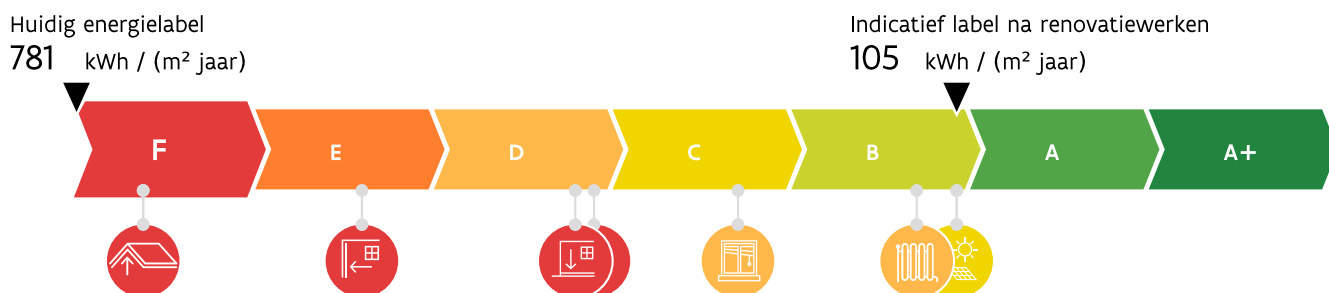 Huidig energielabel
781 kWh / (m² jaar)
Indicatief label na renovatiewerken
105 kWh / (m² jaar)
F E D C B A A+